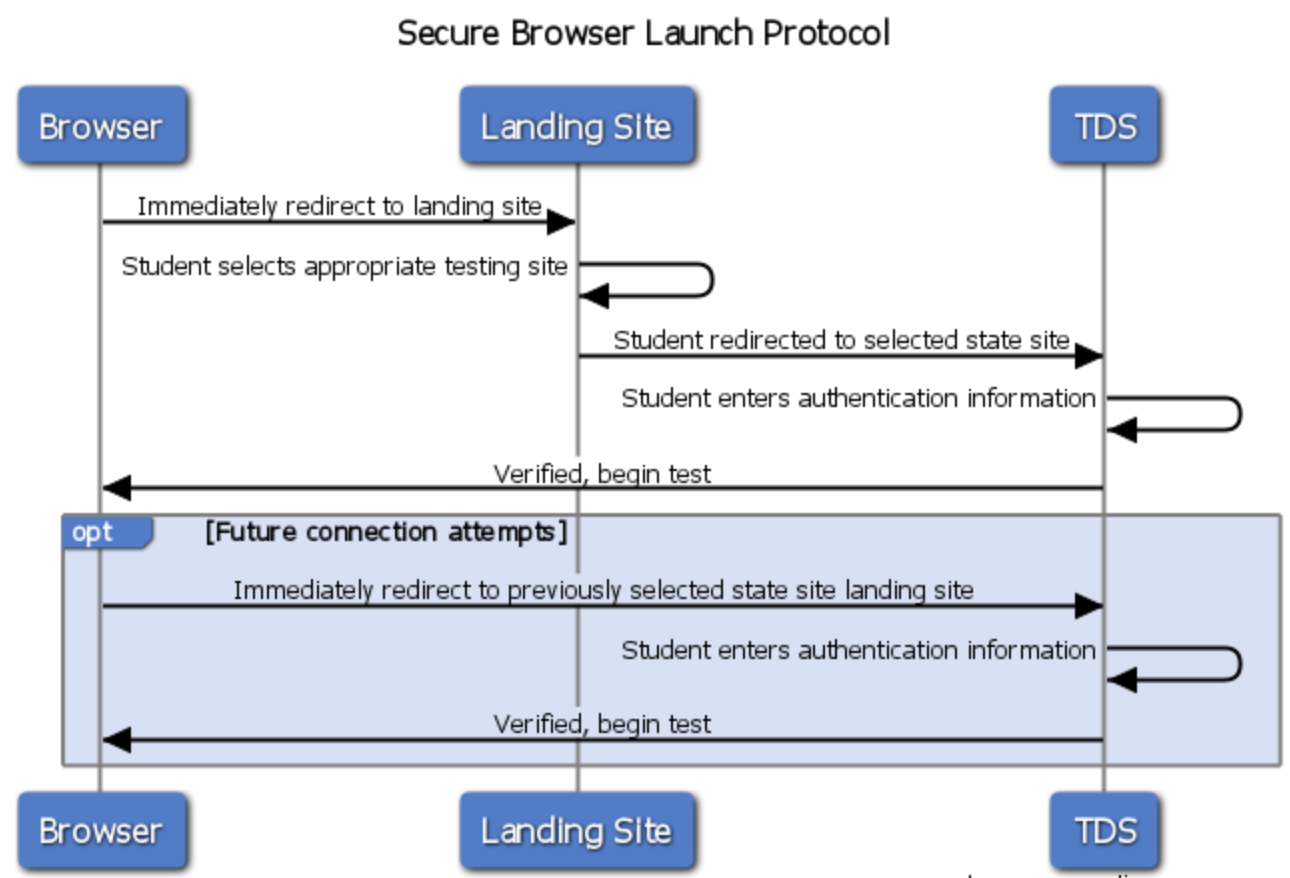 Secure Browser Launch Protocol
Browser
Landing Site
TDS
Immediately redirect to landing site
Student selects appropriate testing site
Student redirected to selected state site
Student enters authentication information
Verified, begin test
opt
[Future connection attempts]
Immediately redirect to previously selected state site landing site
Student enters authentication information
Verified, begin test
Browser
Landing Site
TDS